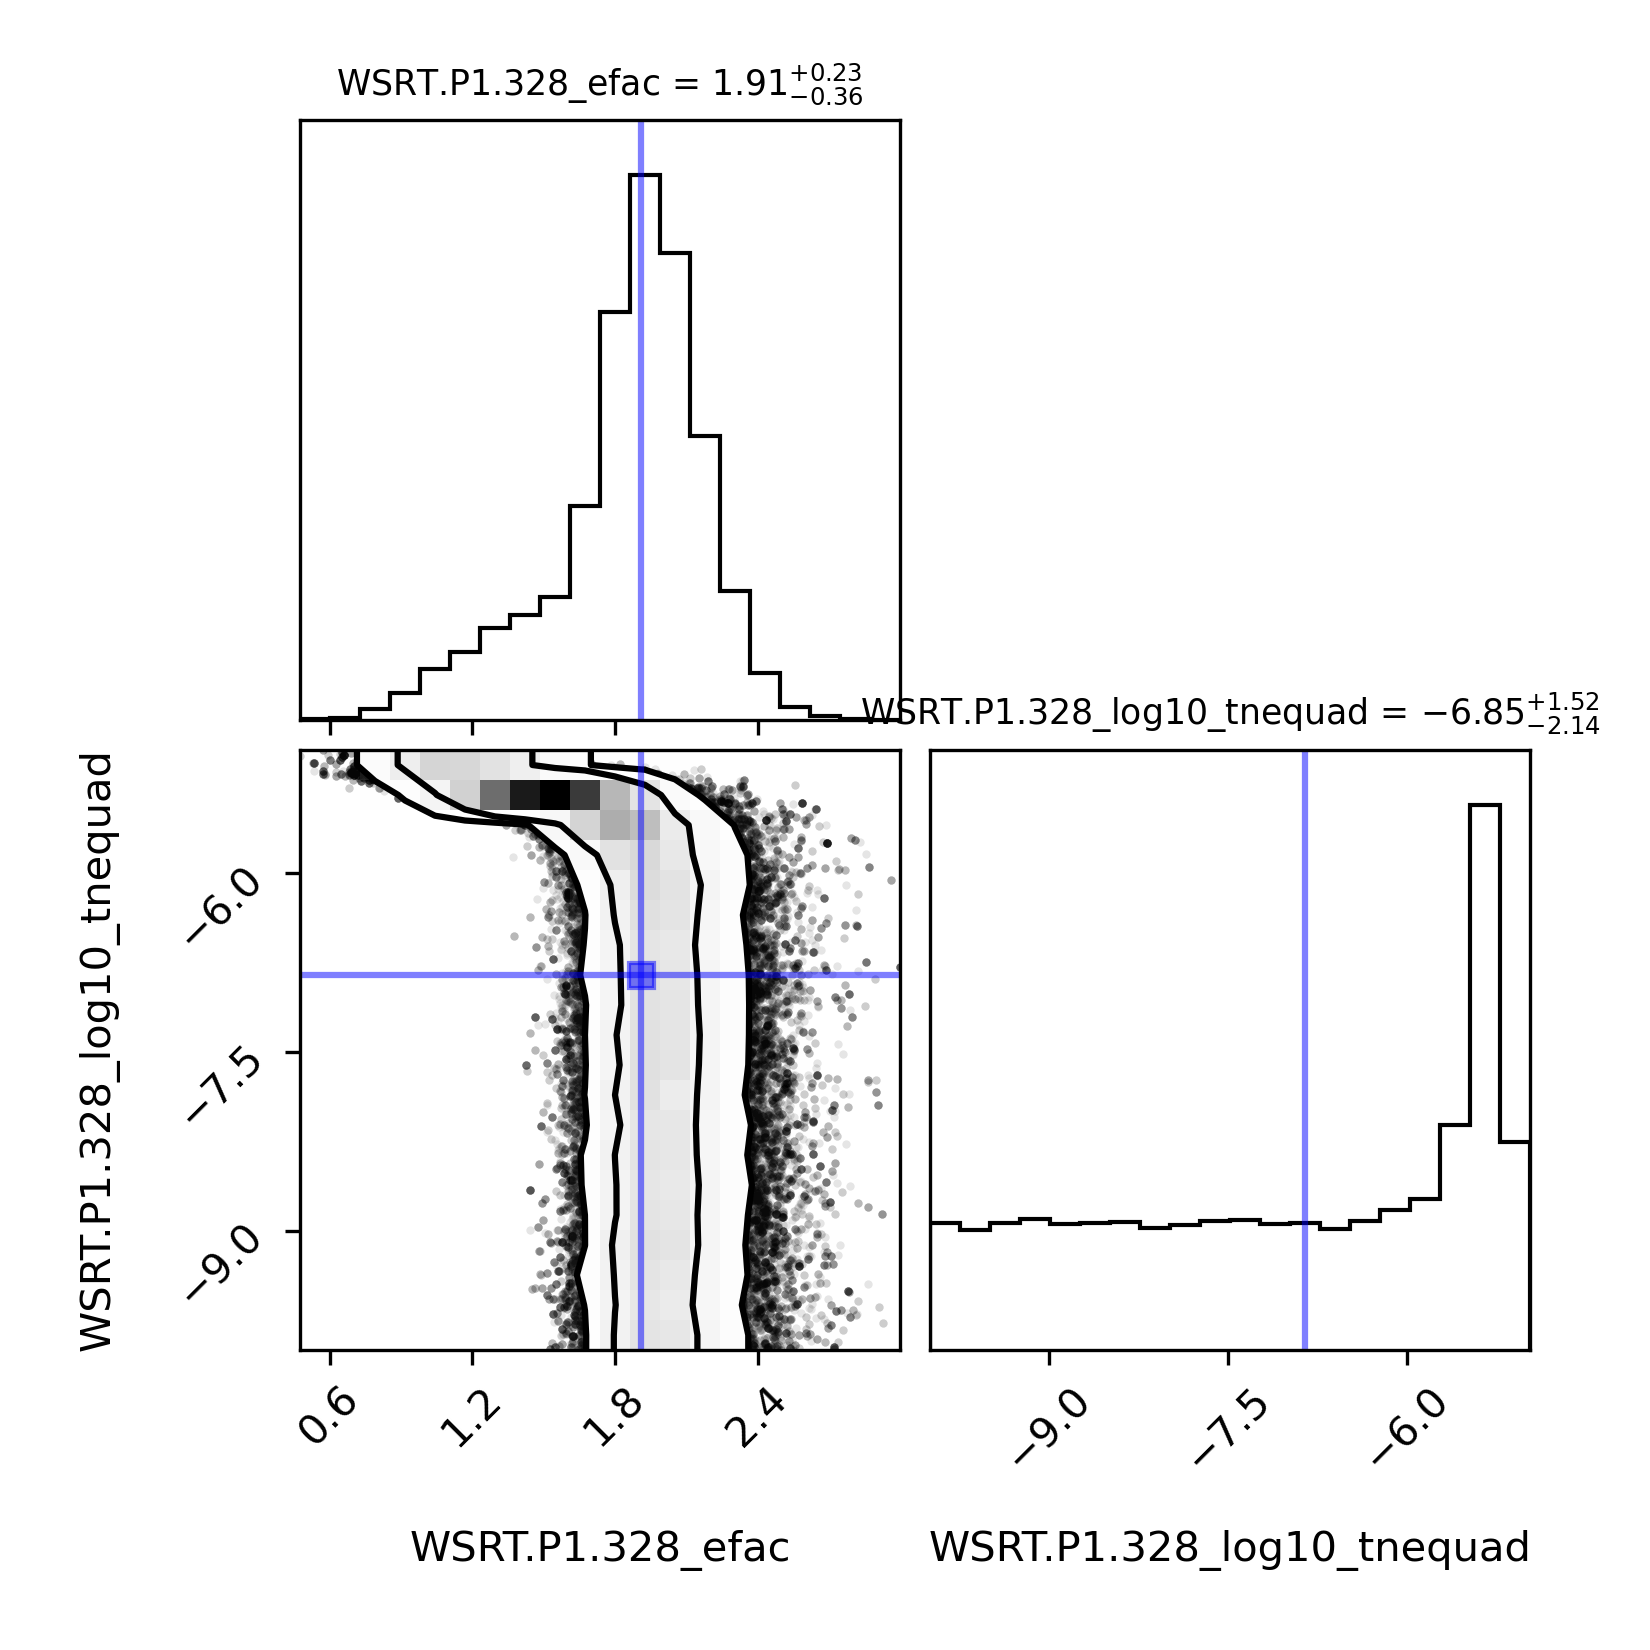 WSRT.P1.328_efac = 1.91+0.23 −0.36
WSRT.P1.328_log10_tnequad = −6.85+1.52 −2.14
WSRT.P1.328_log10_tnequad
−6.0
−7.5
−9.0
0.6 1.2 1.8 2.4
−9.0 −7.5 −6.0
WSRT.P1.328_efac
WSRT.P1.328_log10_tnequad